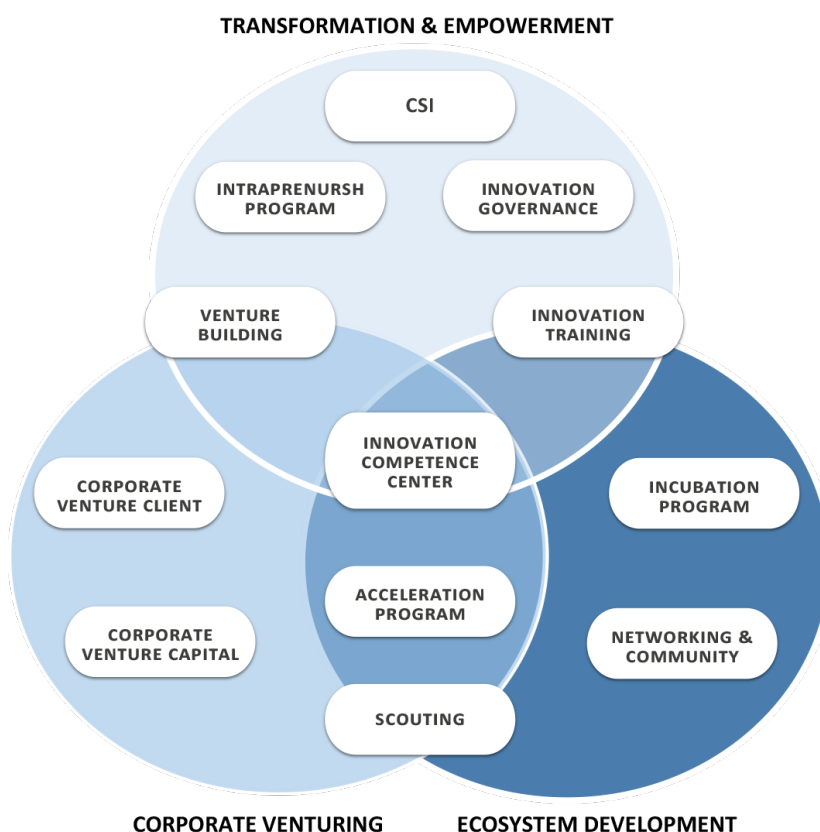 TRANSFORMATION & EMPOWERMENT
CSI
INTRAPRENURSH
PROGRAM
INNOVATION
GOVERNANCE
VENTURE
BUILDING
INNOVATION
TRAINING
INNOVATION
COMPETENCE
CENTER
CORPORATE
VENTURE CLIENT
INCUBATION
PROGRAM
ACCELERATION
PROGRAM
CORPORATE
VENTURE CAPITAL
NETWORKING &
COMMUNITY
SCOUTING
CORPORATE VENTURING
ECOSYSTEM DEVELOPMENT